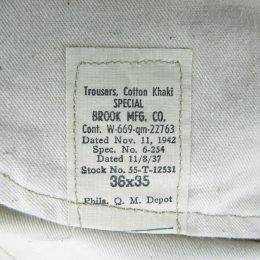 Trousers, Cotton Khaki
SPECIAL
BROOK MFG. CO.
Cont. W-669-qm-22763
Dated Nov. 11, 1942
Spec. No. 6-254
Dated 11/8/37
Stock No. 55-T-12531
36x35
Phila. Q. M. Depot